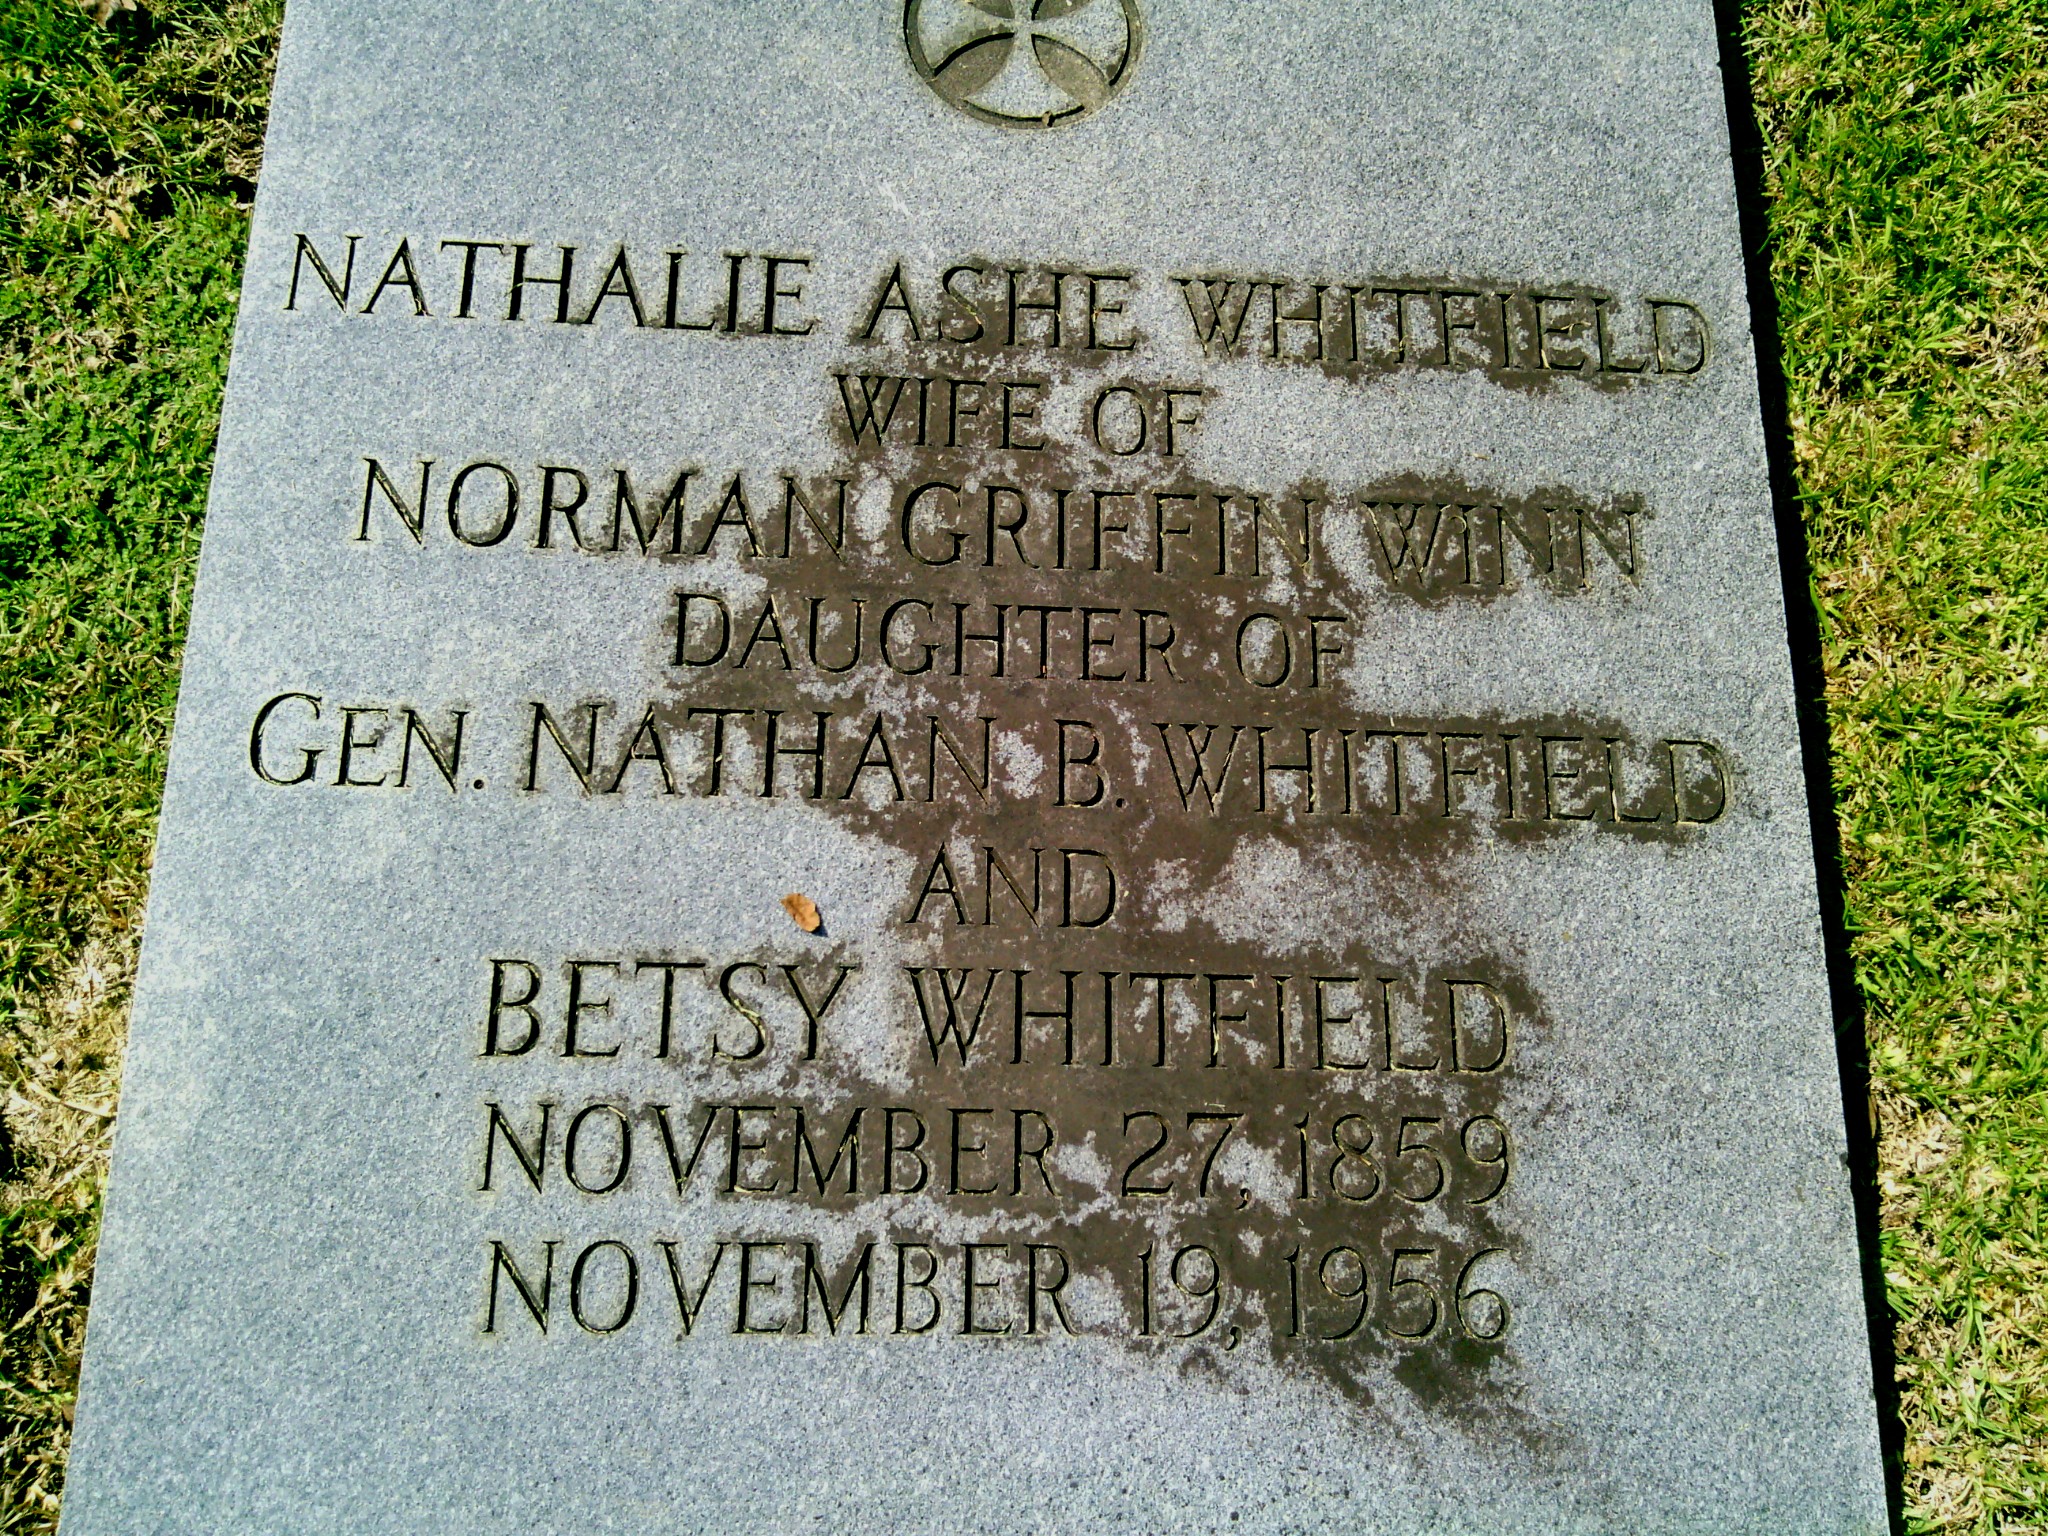 NATHALIE ASHE WHITFIELD
WIFE OF
NORMAN GRIFFIN WINN
DAUGHTER OF
GEN. NATHAN B. WHITFIELD
AND
BETSY WHITFIELD
NOVEMBER 27, 1859
NOVEMBER 19, 1956